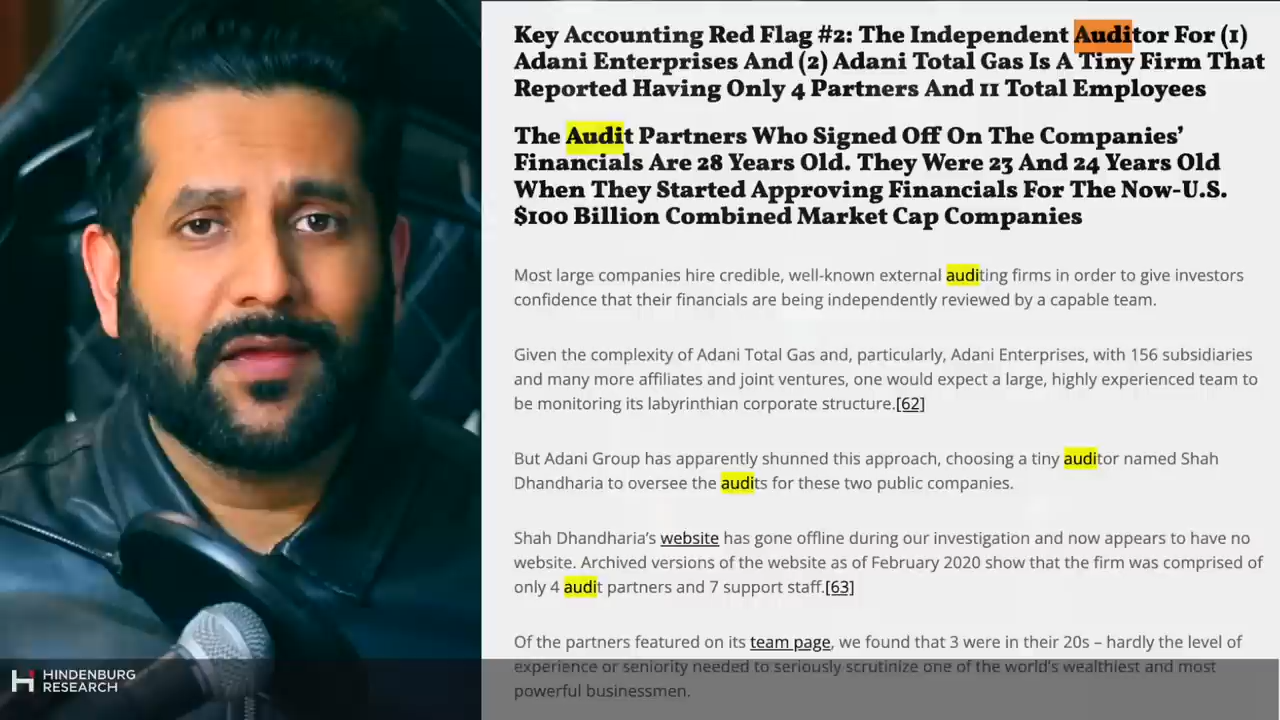 Key Accounting Red Flag #2: The Independent Auditor For (1)
Adani Enterprises And (2) Adani Total Gas Is A Tiny Firm That
Reported Having Only 4 Partners And 11 Total Employees
The Audit Partners Who Signed Off On The Companies’
Financials Are 28 Years Old. They Were 23 And 24 Years Old
When They Started Approving Financials For The Now-U.S.
$100 Billion Combined Market Cap Companies
Most large companies hire credible, well-known external auditing firms in order to give investors
confidence that their financials are being independently reviewed by a capable team.
Given the complexity of Adani Total Gas and, particularly, Adani Enterprises, with 156 subsidiaries
and many more affiliates and joint ventures, one would expect a large, highly experienced team to
be monitoring its labyrinthian corporate structure.[62]
But Adani Group has apparently shunned this approach, choosing a tiny auditor named Shah
Dhandharia to oversee the audits for these two public companies.
Shah Dhandharia’s website has gone offline during our investigation and now appears to have no
website. Archived versions of the website as of February 2020 show that the firm was comprised of
only 4 audit partners and 7 support staff.[63]
Of the partners featured on its team page, we found that 3 were in their 20s – hardly the level of
experience or seniority needed to seriously scrutinize one of the world’s wealthiest and most
powerful businessmen.
HINDENBURG
RESEARCH